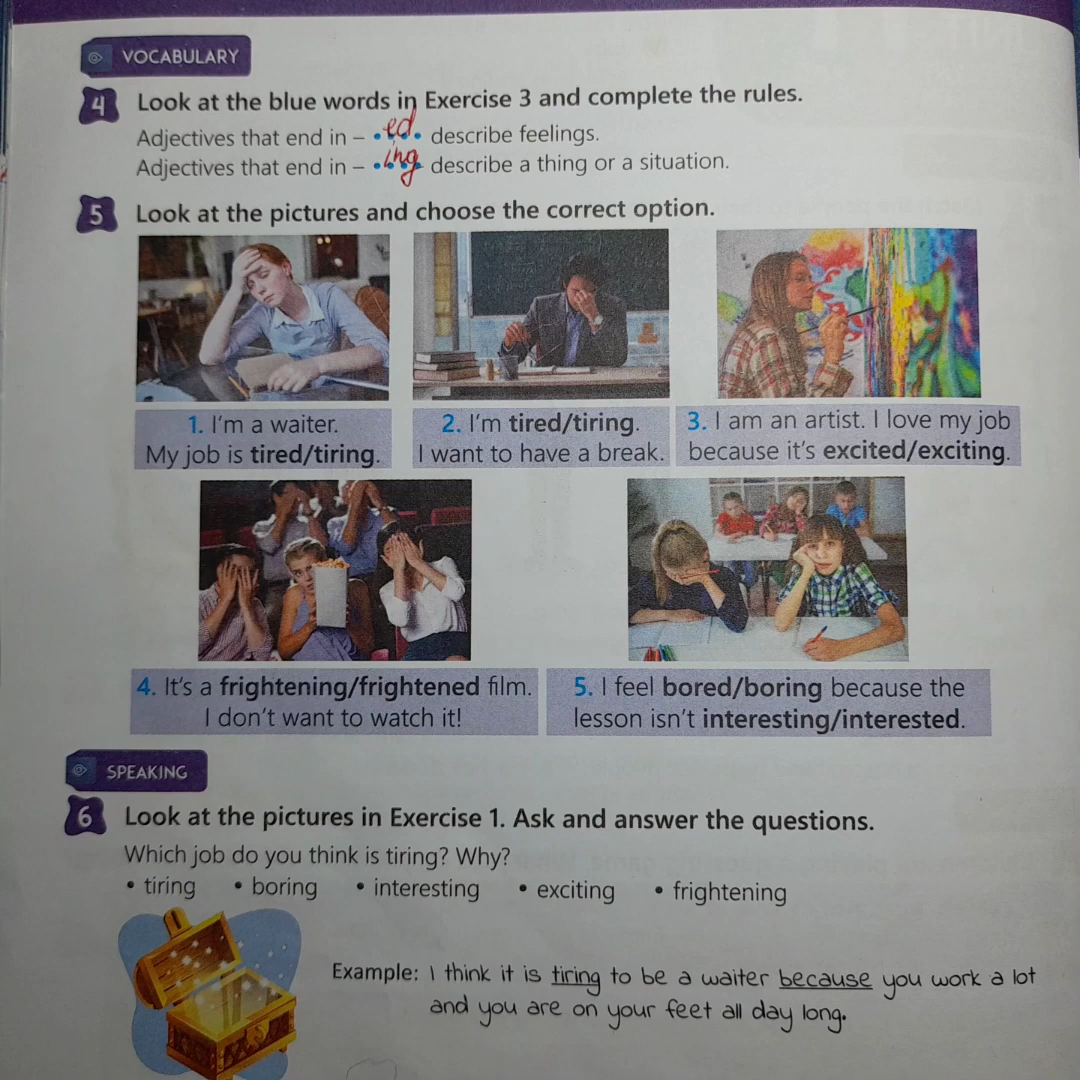 VOCABULARY
4 Look at the blue words in Exercise 3 and complete the rules.
Adjectives that end in – ed describe feelings.
Adjectives that end in – ing describe a thing or a situation.
5 Look at the pictures and choose the correct option.
1. I'm a waiter.
My job is tired/tiring.
2. I'm tired/tiring.
I want to have a break.
3. I am an artist. I love my job
because it's excited/exciting.
4. It's a frightening/frightened film.
I don't want to watch it!
5. I feel bored/boring because the
lesson isn't interesting/interested.
SPEAKING
6 Look at the pictures in Exercise 1. Ask and answer the questions.
Which job do you think is tiring? Why?
• tiring • boring • interesting • exciting • frightening
Example: I think it is tiring to be a waiter because you work a lot
and you are on your feet all day long.